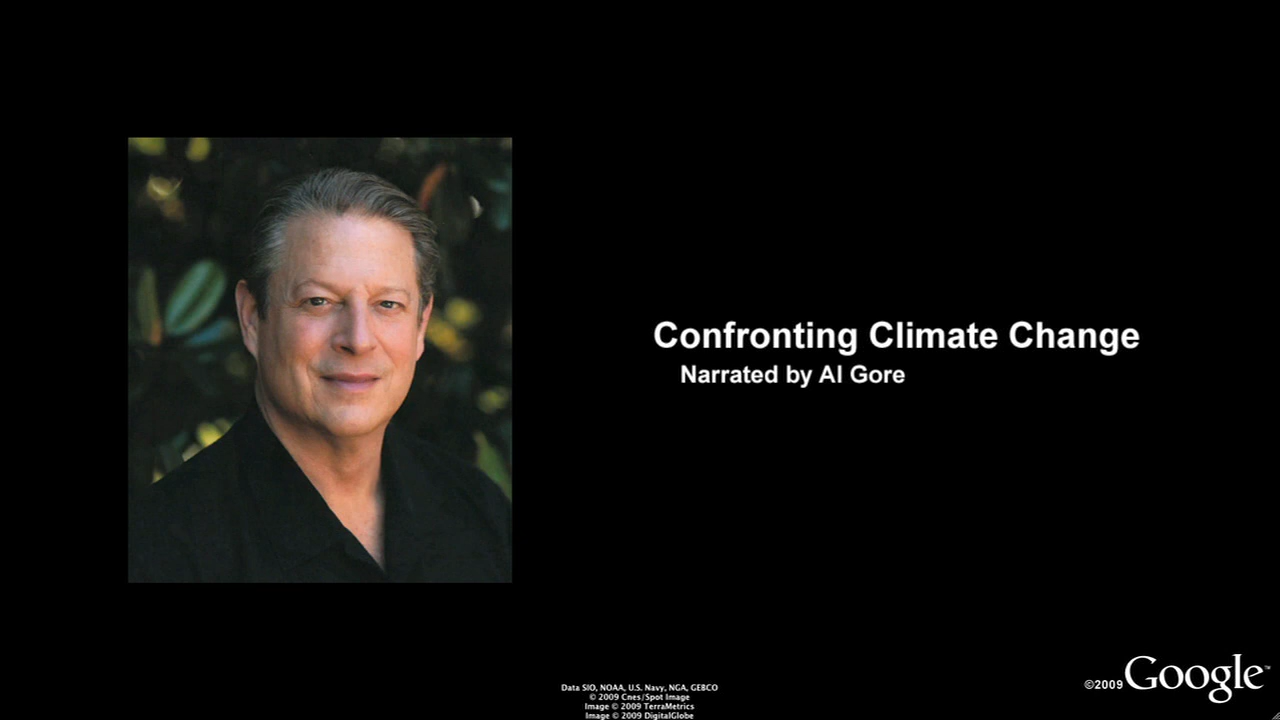 Confronting Climate Change
Narrated by Al Gore
Data SIO, NOAA, U.S. Navy, NGA, GEBCO
© 2009 Cnes/Spot Image
Image © 2009 TerraMetrics
Image © 2009 DigitalGlobe
©2009 Google™